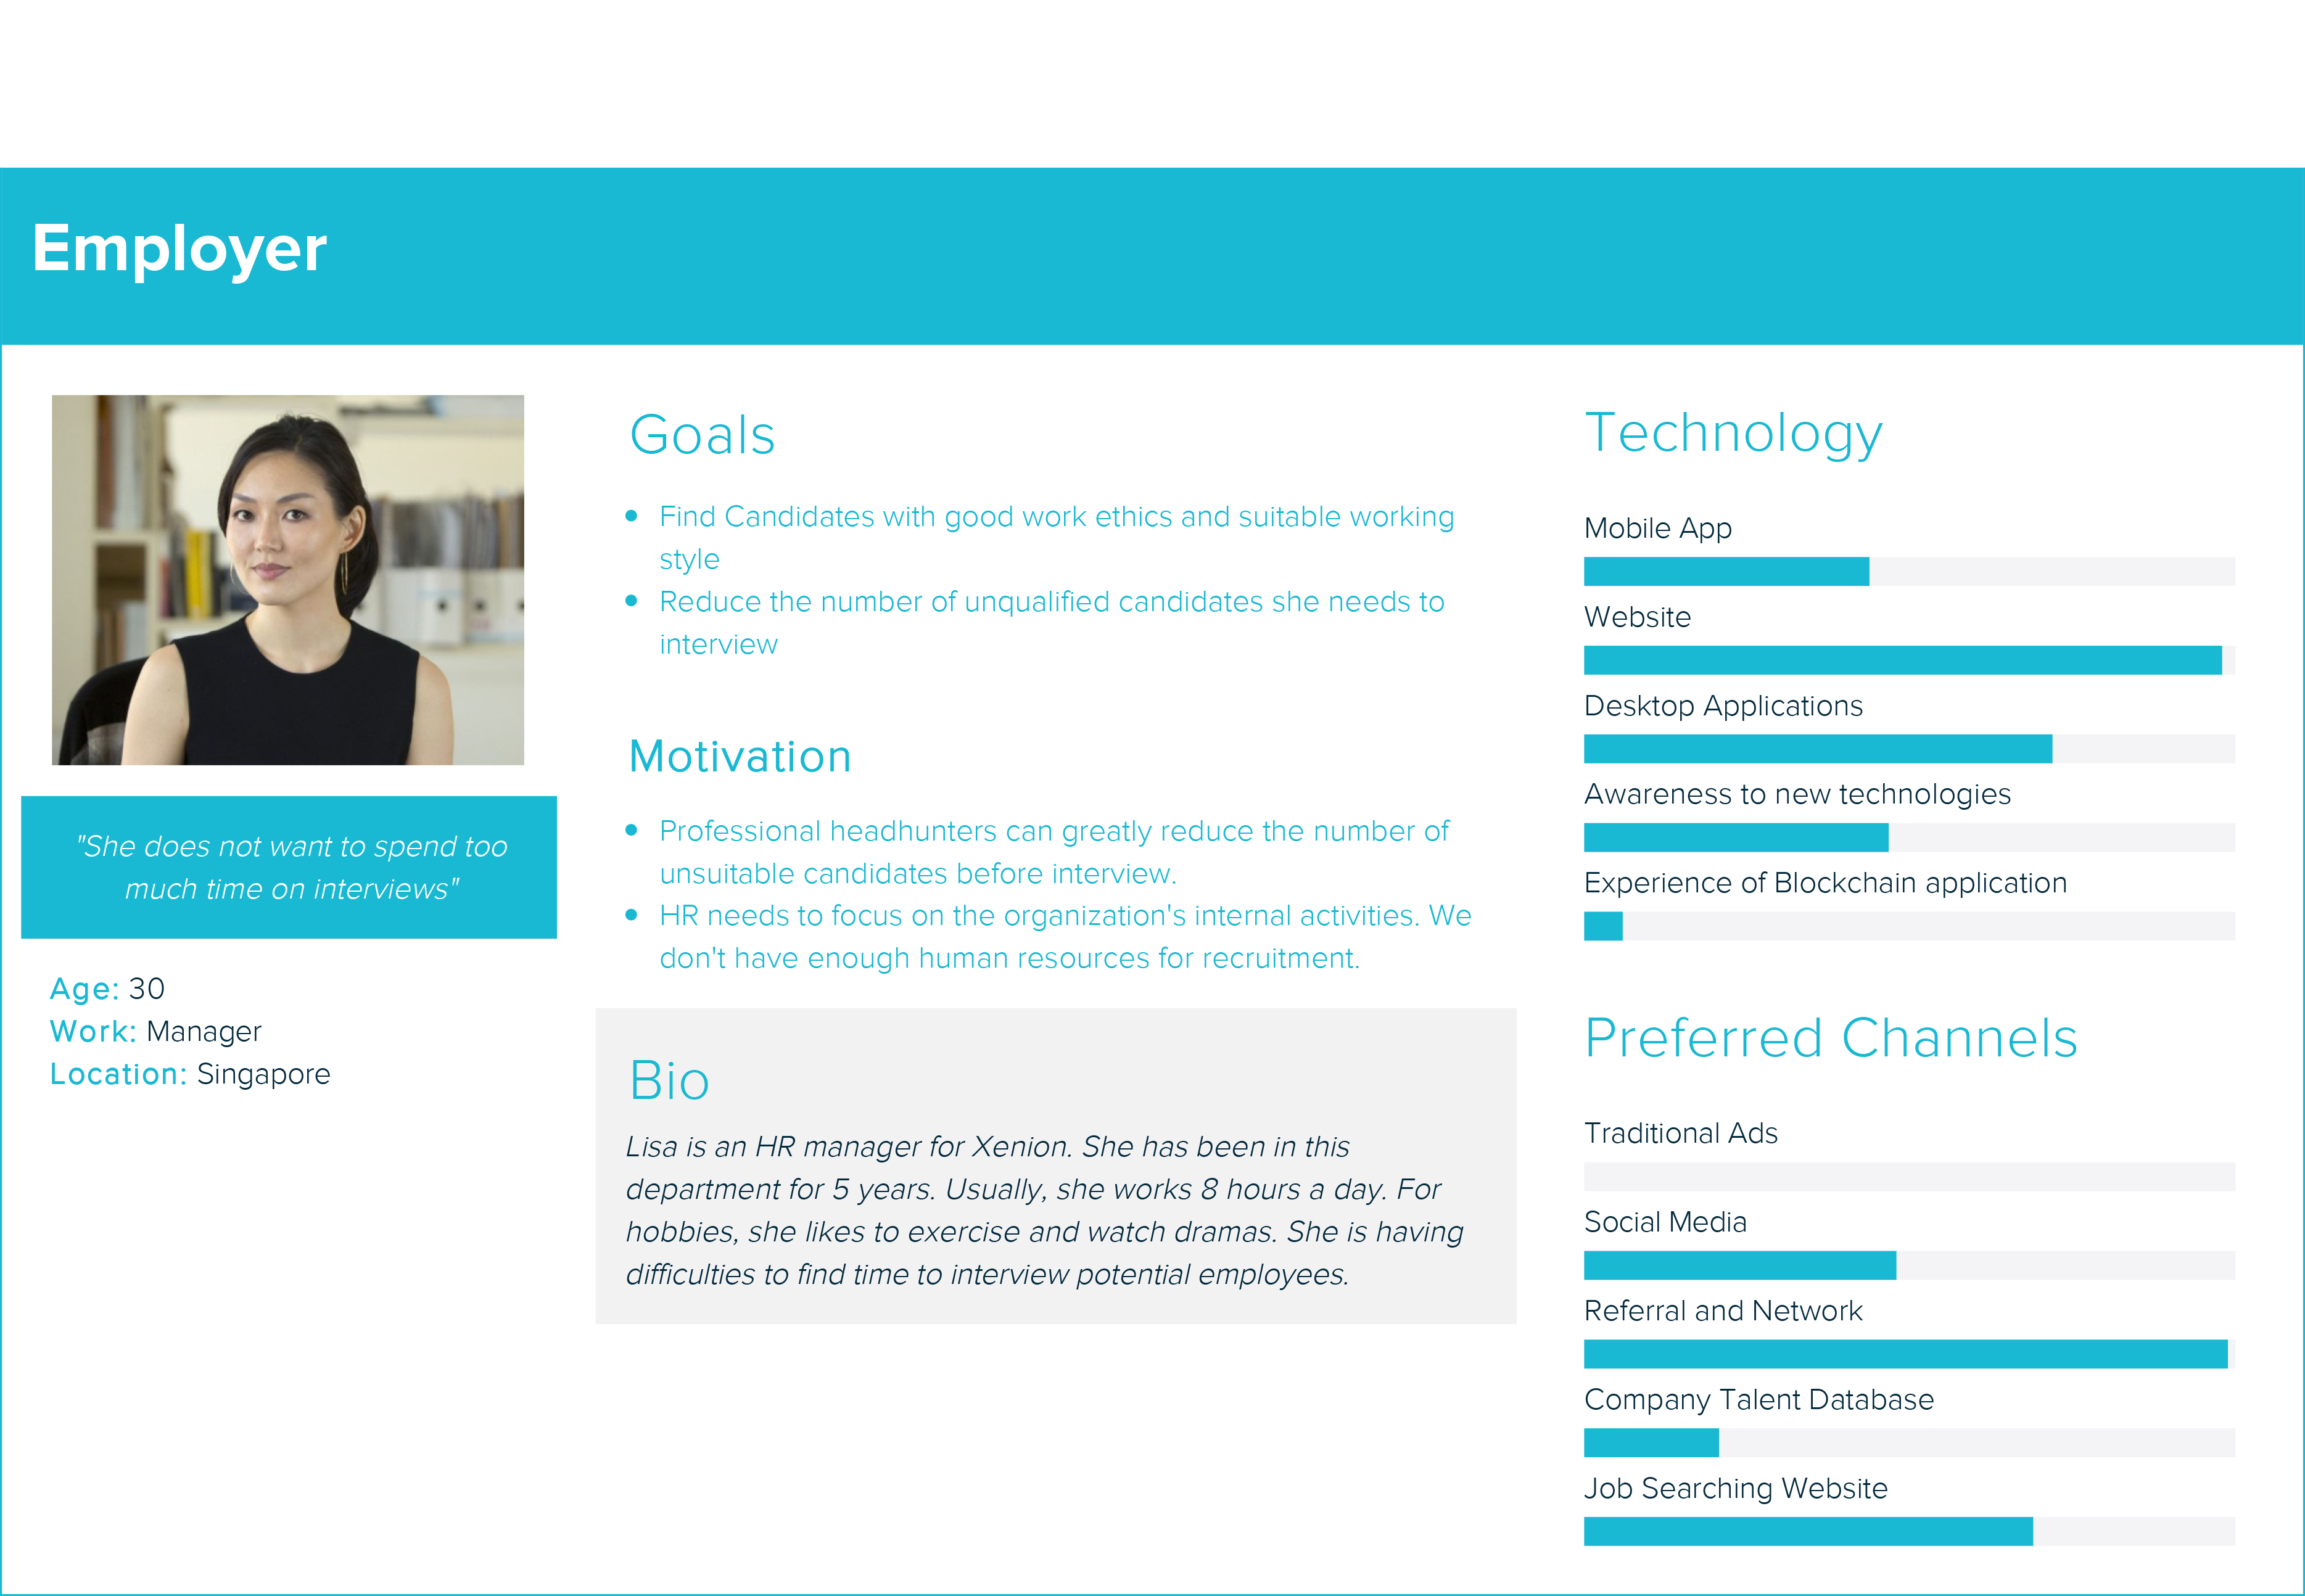 Employer
"She does not want to spend too
much time on interviews"
Age: 30
Work: Manager
Location: Singapore
Goals
Find Candidates with good work ethics and suitable working
style
Reduce the number of unqualified candidates she needs to
interview
Motivation
Professional headhunters can greatly reduce the number of
unsuitable candidates before interview.
HR needs to focus on the organization's internal activities. We
don't have enough human resources for recruitment.
Bio
Lisa is an HR manager for Xenion. She has been in this
department for 5 years. Usually, she works 8 hours a day. For
hobbies, she likes to exercise and watch dramas. She is having
difficulties to find time to interview potential employees.
Technology
Mobile App
Website
Desktop Applications
Awareness to new technologies
Experience of Blockchain application
Preferred Channels
Traditional Ads
Social Media
Referral and Network
Company Talent Database
Job Searching Website